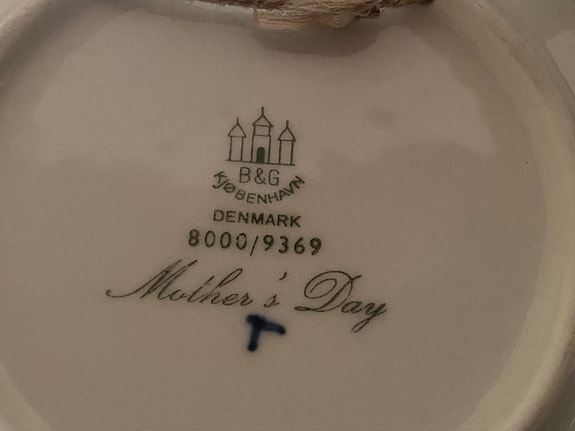 B&G
KJØBENHAVN
DENMARK
8000/9369
Mother's Day